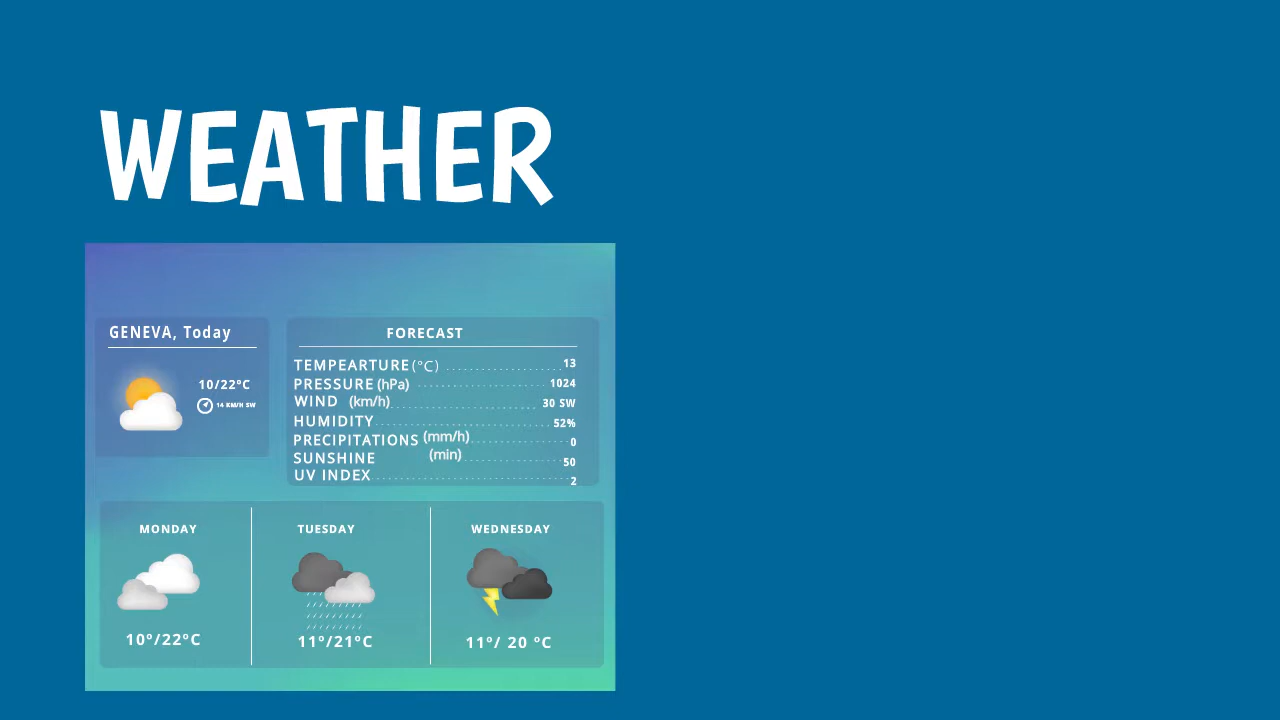 WEATHER
GENEVA, Today
10/22°C
14 KM/H SW
FORECAST
TEMPEARTURE (°C) 13
PRESSURE (hPa) 1024
WIND (km/h) 30 SW
HUMIDITY 52%
PRECIPITATIONS (mm/h) 0
SUNSHINE (min) 50
UV INDEX 2
MONDAY TUESDAY WEDNESDAY
10°/22°C 11°/21°C 11°/ 20 °C